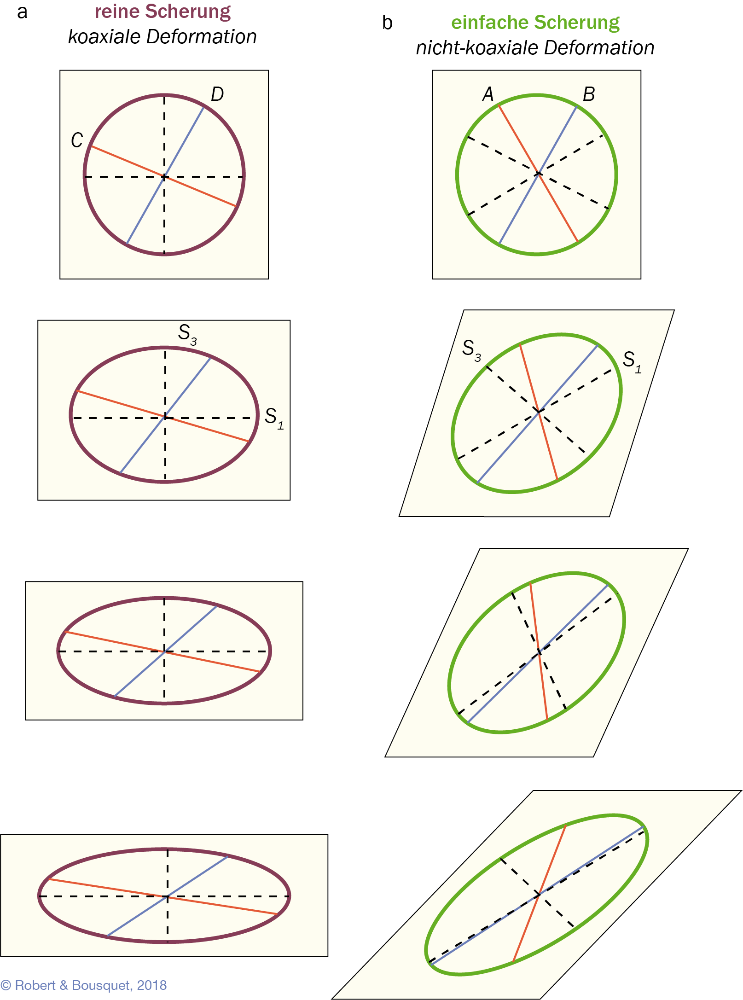 a
reine Scherung
koaxiale Deformation
b
einfache Scherung
nicht-koaxiale Deformation
D
C
A
B
S3
S1
S3
S1
© Robert & Bousquet, 2018